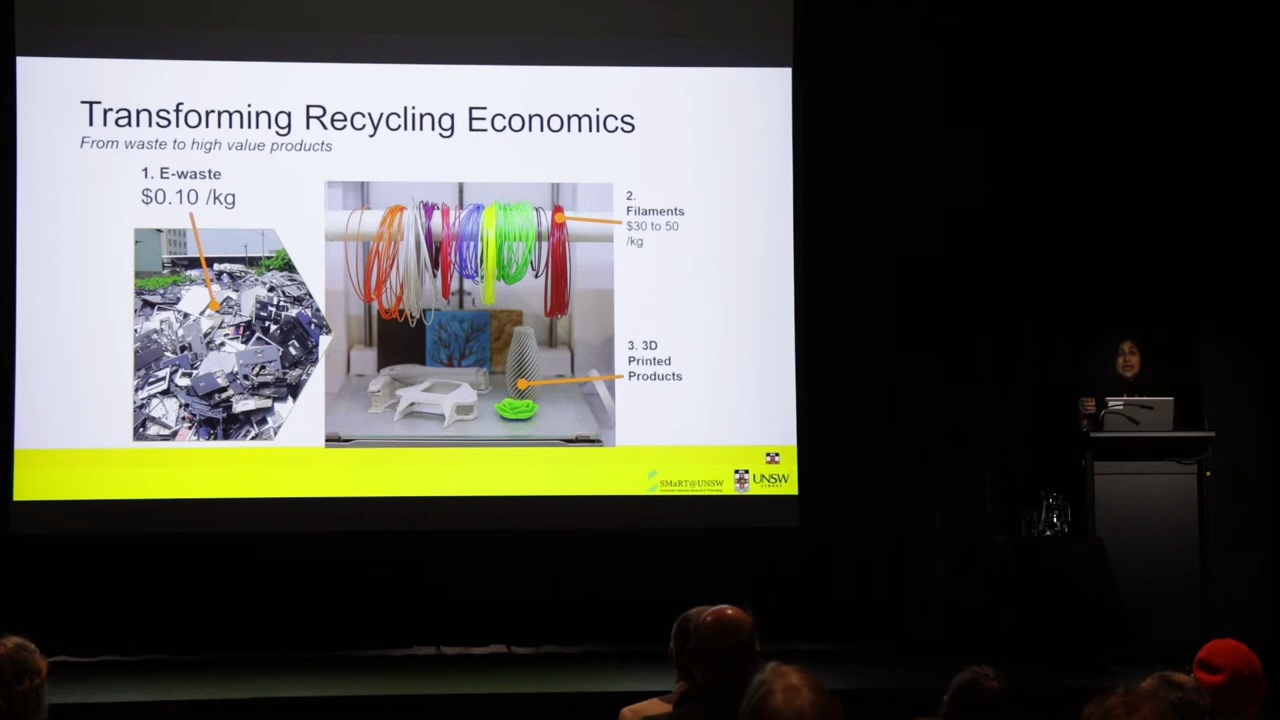 Transforming Recycling Economics
From waste to high value products
1. E-waste
$0.10 /kg
2.
Filaments
$30 to 50
/kg
3. 3D
Printed
Products
SMaRT@UNSW
UNSW
SYDNEY